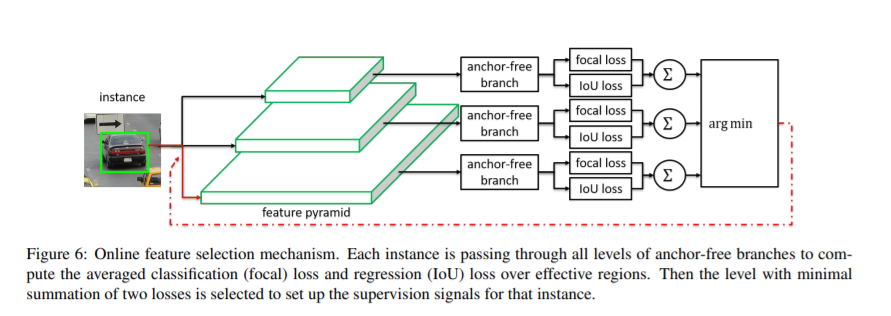 instance
feature pyramid
anchor-free
branch
focal loss
IoU loss
Σ
anchor-free
branch
focal loss
IoU loss
Σ
anchor-free
branch
focal loss
IoU loss
Σ
arg min
Figure 6: Online feature selection mechanism. Each instance is passing through all levels of anchor-free branches to com-
pute the averaged classification (focal) loss and regression (IoU) loss over effective regions. Then the level with minimal
summation of two losses is selected to set up the supervision signals for that instance.